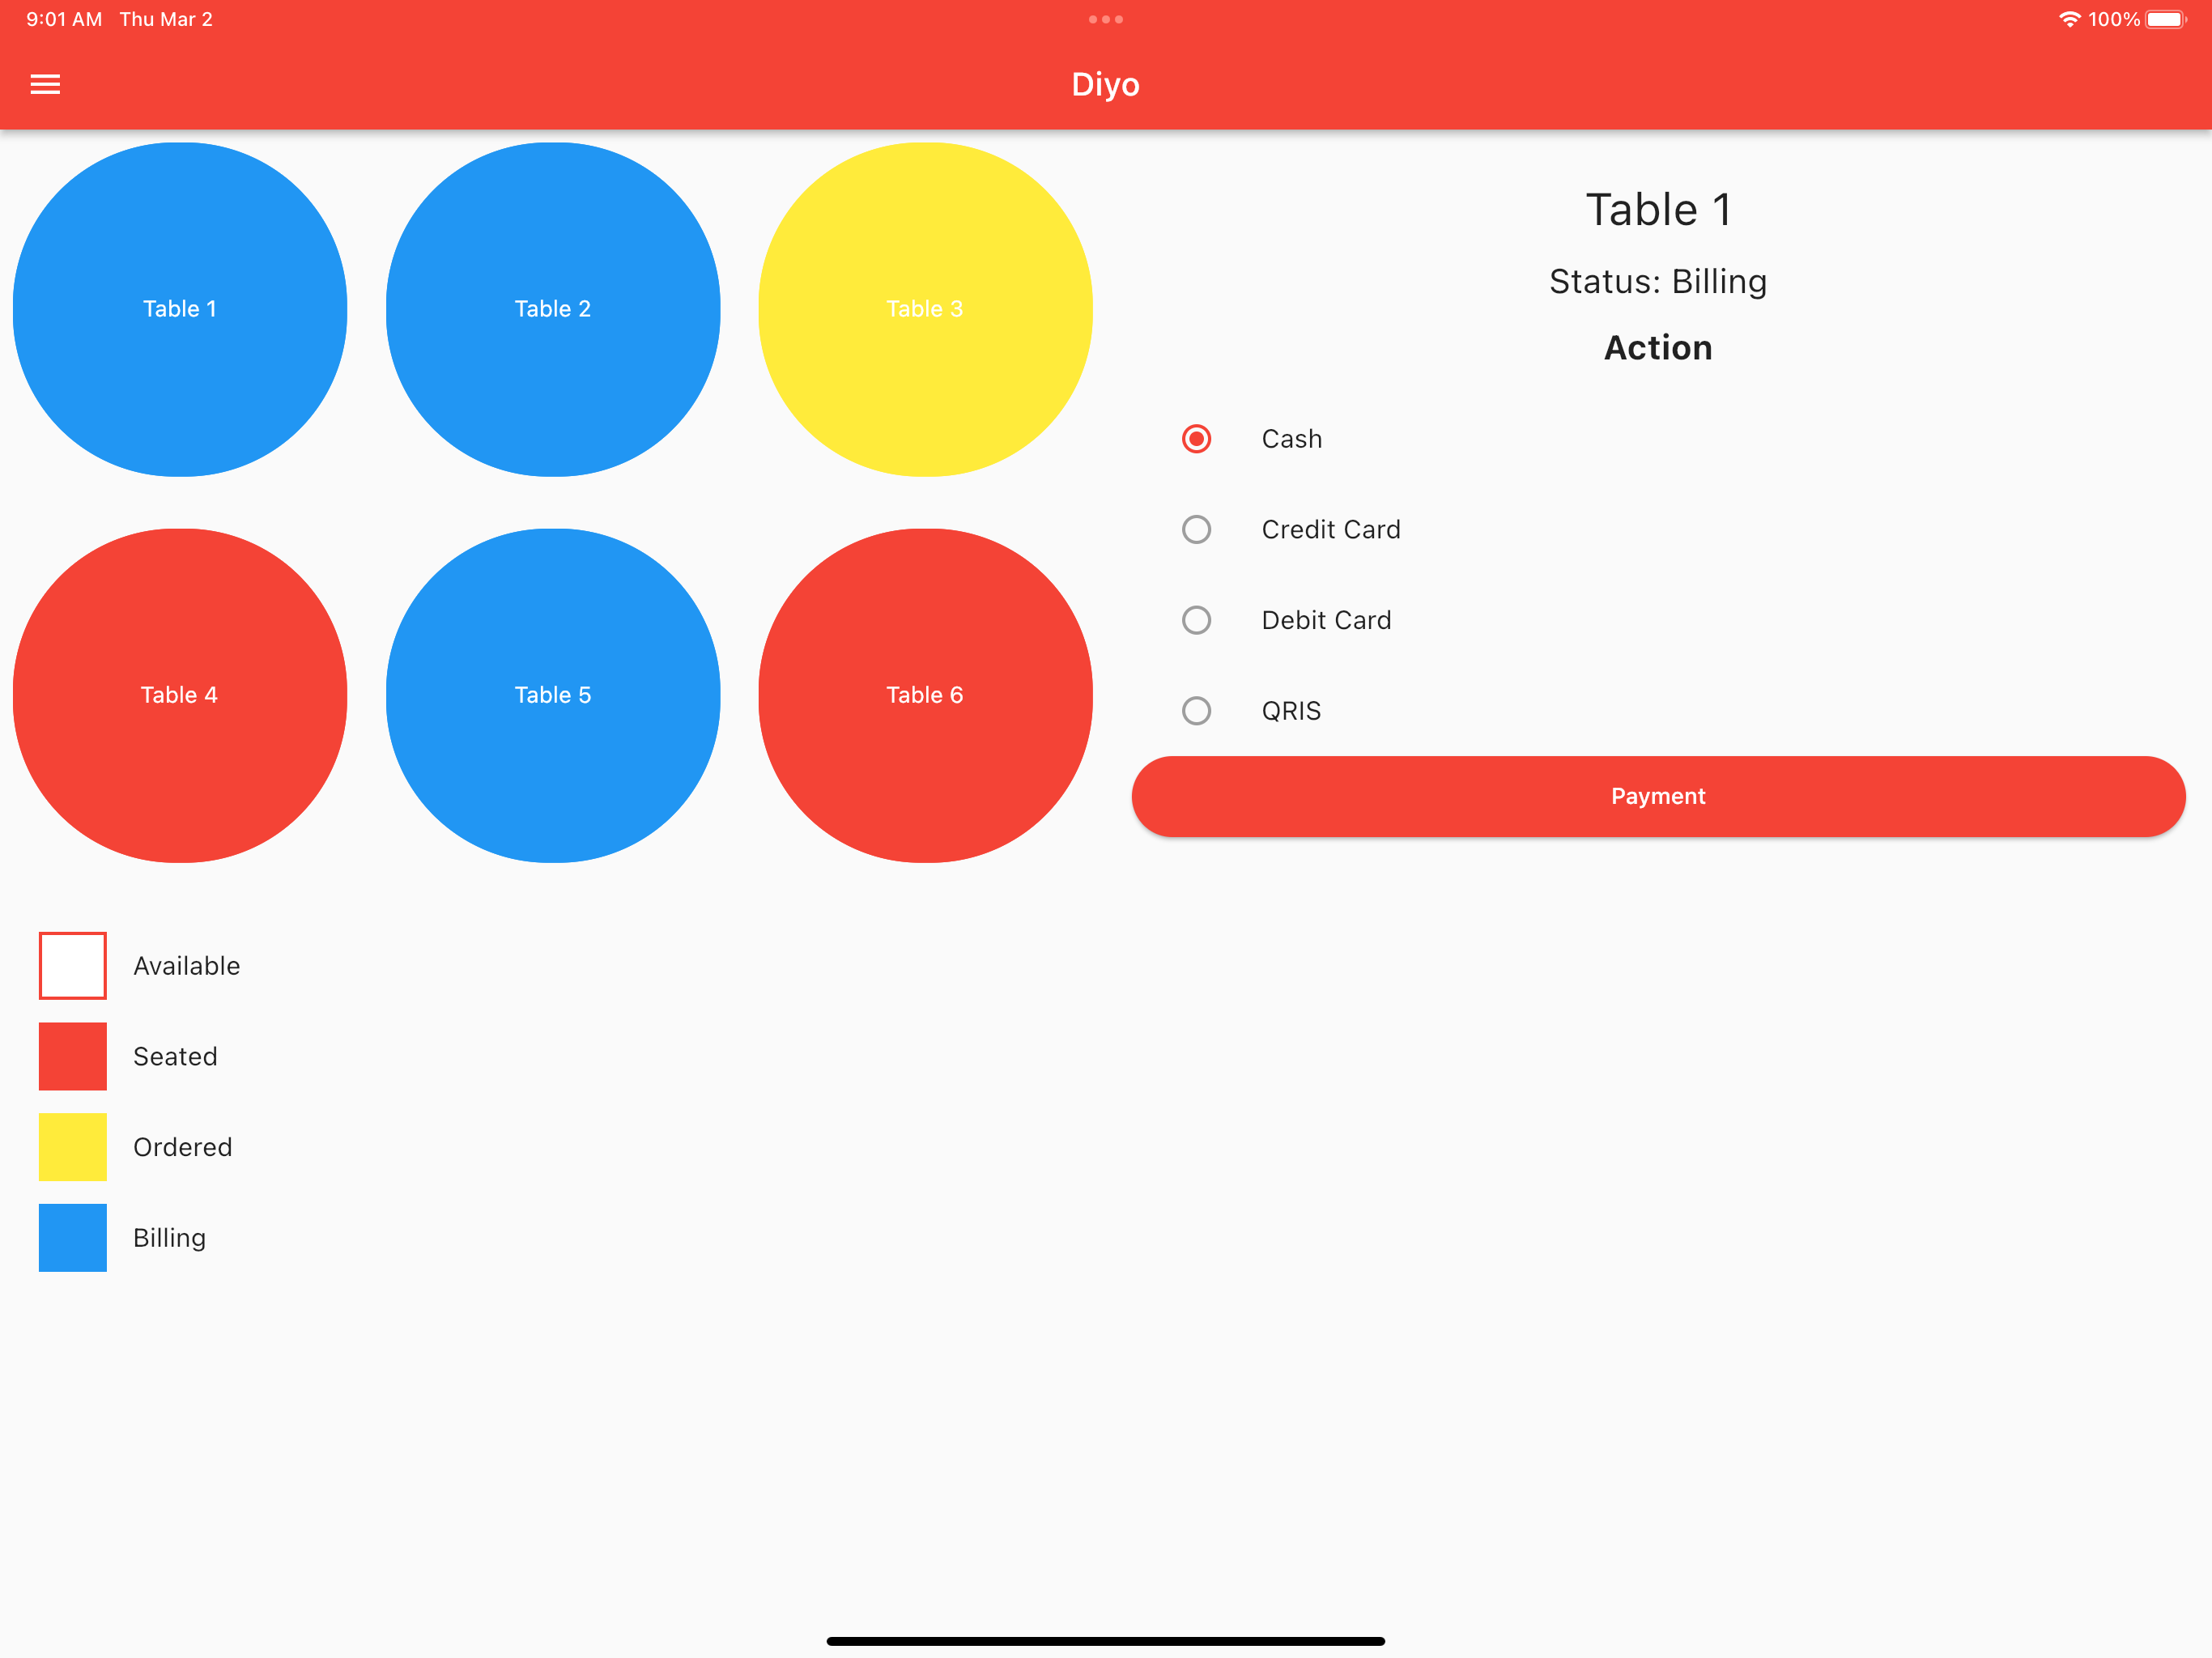 9:01 AM Thu Mar 2
100%
Diyo
Table 1
Table 2
Table 3
Table 4
Table 5
Table 6
Available
Seated
Ordered
Billing
Table 1
Status: Billing
Action
Cash
Credit Card
Debit Card
QRIS
Payment